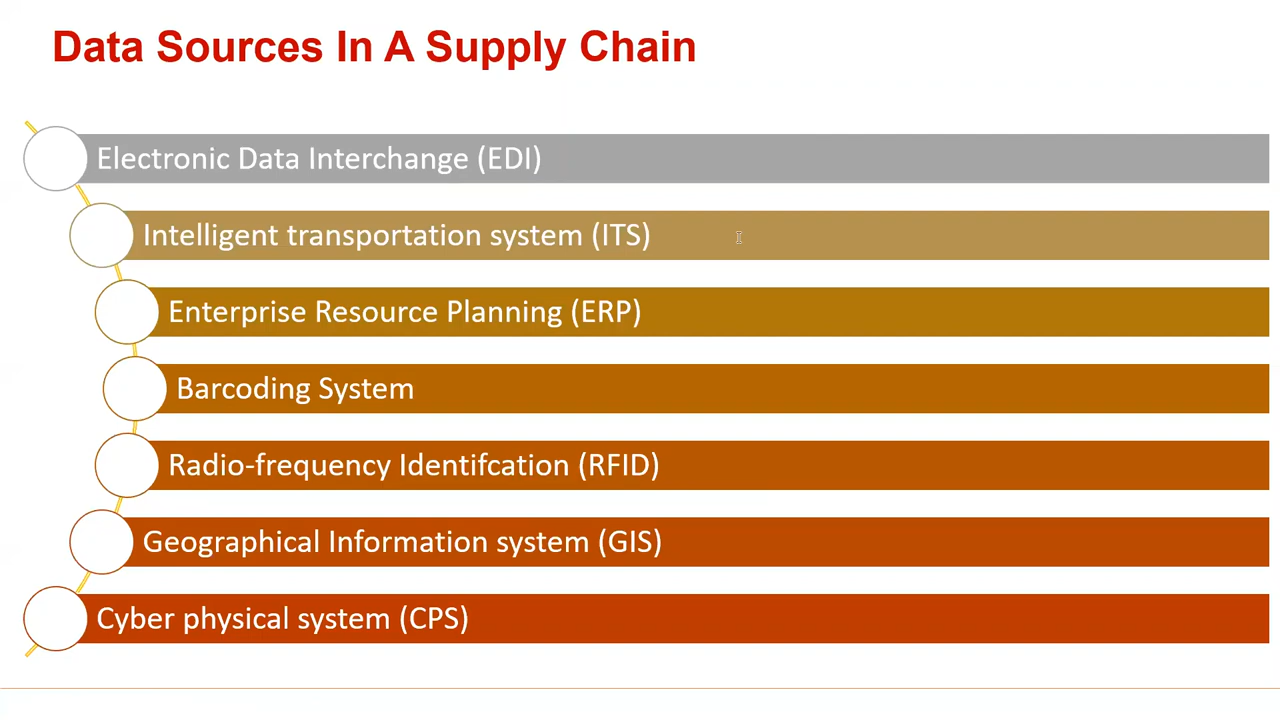 Data Sources In A Supply Chain
Electronic Data Interchange (EDI)
Intelligent transportation system (ITS)
Enterprise Resource Planning (ERP)
Barcoding System
Radio-frequency Identifcation (RFID)
Geographical Information system (GIS)
Cyber physical system (CPS)